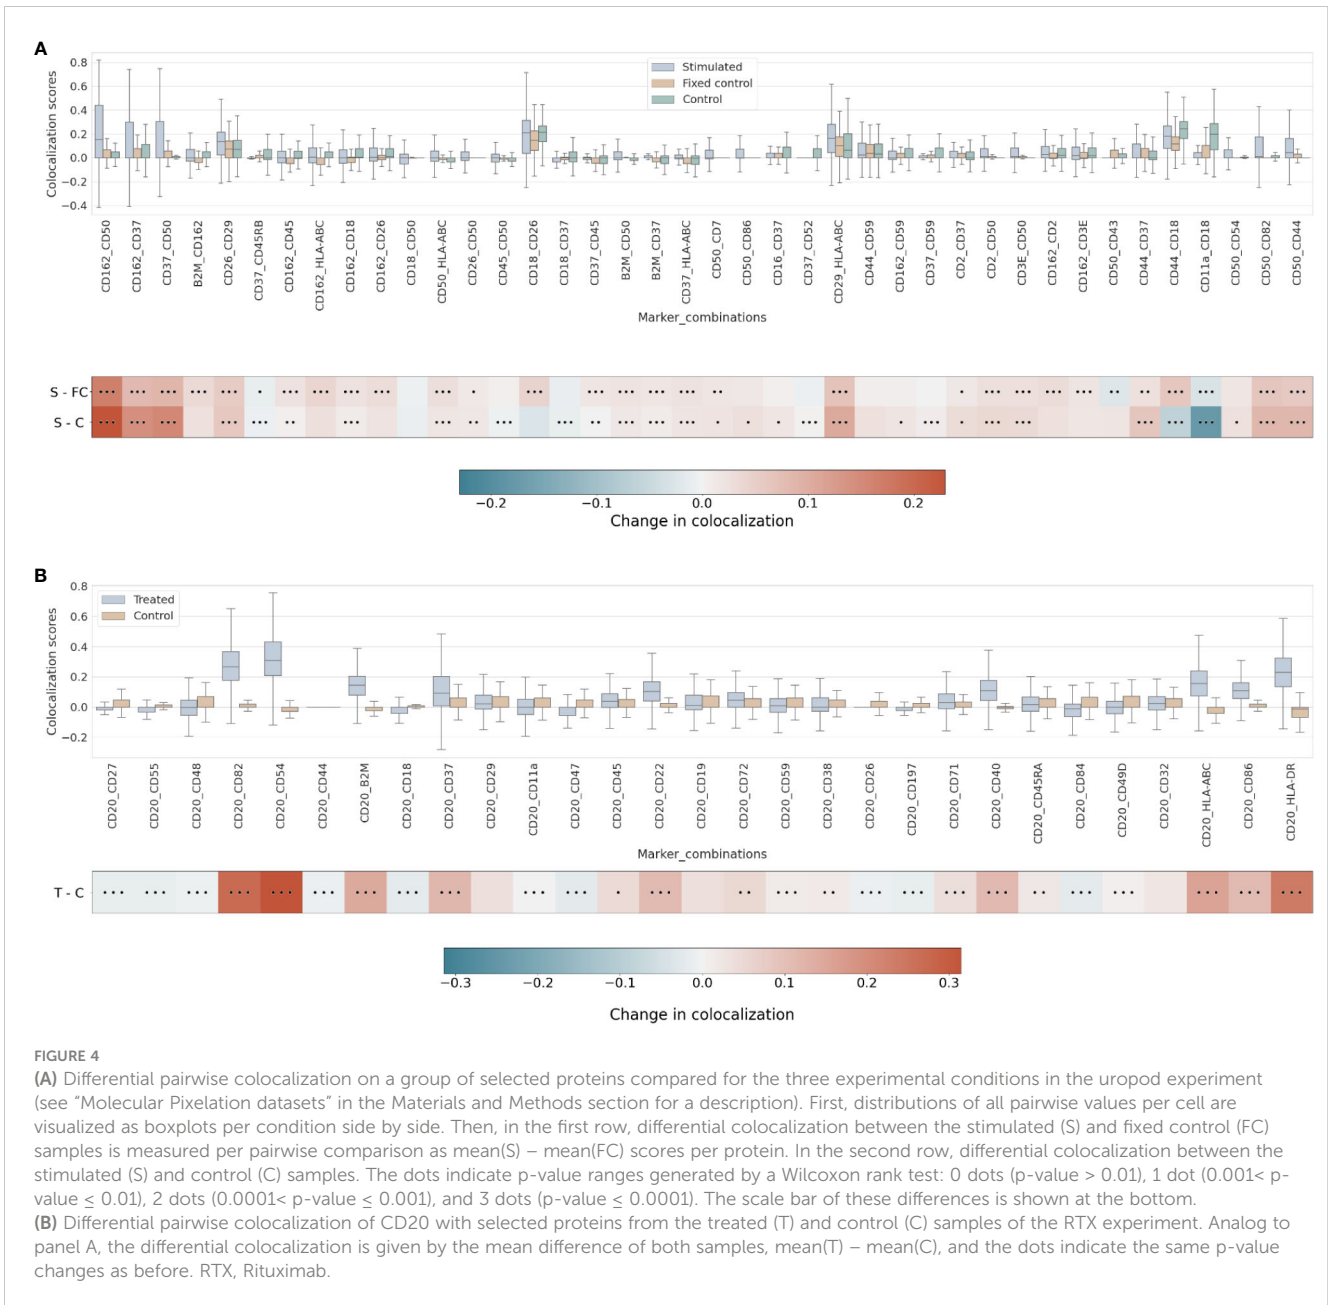 A
Colocalization scores
0.8
0.6
0.4
0.2
0.0
−0.2
−0.4
Stimulated
Fixed control
Control
CD162_CD50
CD162_CD37
CD37_CD50
B2M_CD162
CD26_CD29
CD37_CD45RB
CD162_CD45
CD162_HLA-ABC
CD162_CD18
CD162_CD26
CD18_CD50
CD50_HLA-ABC
CD26_CD50
CD45_CD50
CD18_CD26
CD18_CD37
CD37_CD45
B2M_CD50
B2M_CD37
CD37_HLA-ABC
CD50_CD7
CD50_CD86
CD16_CD37
CD37_CD52
CD29_HLA-ABC
CD44_CD59
CD162_CD59
CD37_CD59
CD2_CD37
CD2_CD50
CD3E_CD50
CD162_CD2
CD162_CD3E
CD50_CD43
CD44_CD37
CD44_CD18
CD11a_CD18
CD50_CD54
CD50_CD82
CD50_CD44
Marker_combinations
S - FC
S - C
−0.2
−0.1
0.0
0.1
0.2
Change in colocalization
B
Colocalization scores
0.8
0.6
0.4
0.2
0.0
−0.2
Treated
Control
CD20_CD27
CD20_CD55
CD20_CD48
CD20_CD82
CD20_CD54
CD20_CD44
CD20_B2M
CD20_CD18
CD20_CD37
CD20_CD29
CD20_CD11a
CD20_CD47
CD20_CD45
CD20_CD22
CD20_CD19
CD20_CD72
CD20_CD59
CD20_CD38
CD20_CD26
CD20_CD197
CD20_CD71
CD20_CD40
CD20_CD45RA
CD20_CD84
CD20_CD49D
CD20_CD32
CD20_HLA-ABC
CD20_CD86
CD20_HLA-DR
Marker_combinations
T - C
−0.3
−0.2
−0.1
0.0
0.1
0.2
0.3
Change in colocalization
FIGURE 4
(A) Differential pairwise colocalization on a group of selected proteins compared for the three experimental conditions in the uropod experiment
(see “Molecular Pixelation datasets” in the Materials and Methods section for a description). First, distributions of all pairwise values per cell are
visualized as boxplots per condition side by side. Then, in the first row, differential colocalization between the stimulated (S) and fixed control (FC)
samples is measured per pairwise comparison as mean(S) – mean(FC) scores per protein. In the second row, differential colocalization between the
stimulated (S) and control (C) samples. The dots indicate p-value ranges generated by a Wilcoxon rank test: 0 dots (p-value > 0.01), 1 dot (0.001< p-
value ≤ 0.01), 2 dots (0.0001< p-value ≤ 0.001), and 3 dots (p-value ≤ 0.0001). The scale bar of these differences is shown at the bottom.
(B) Differential pairwise colocalization of CD20 with selected proteins from the treated (T) and control (C) samples of the RTX experiment. Analog to
panel A, the differential colocalization is given by the mean difference of both samples, mean(T) – mean(C), and the dots indicate the same p-value
changes as before. RTX, Rituximab.